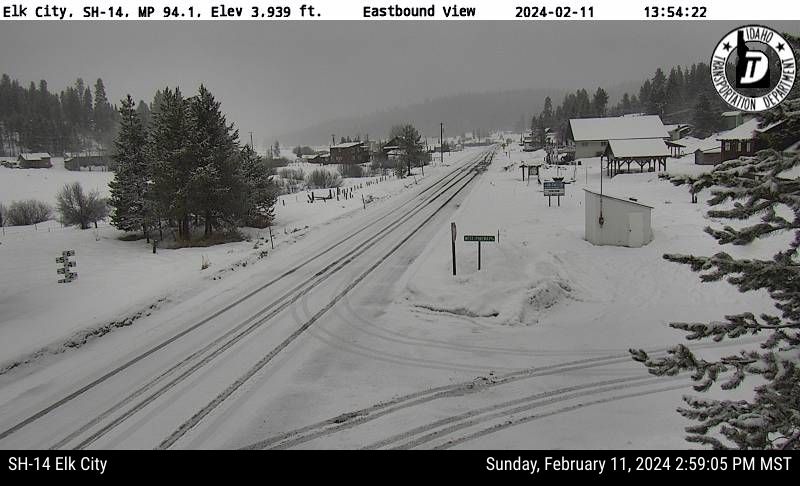 Elk City, SH-14, MP 94.1, Elev 3,939 ft. Eastbound View 2024-02-11 13:54:22
IDAHO
TRANSPORTATION DEPARTMENT
SH-14 Elk City Sunday, February 11, 2024 2:59:05 PM MST